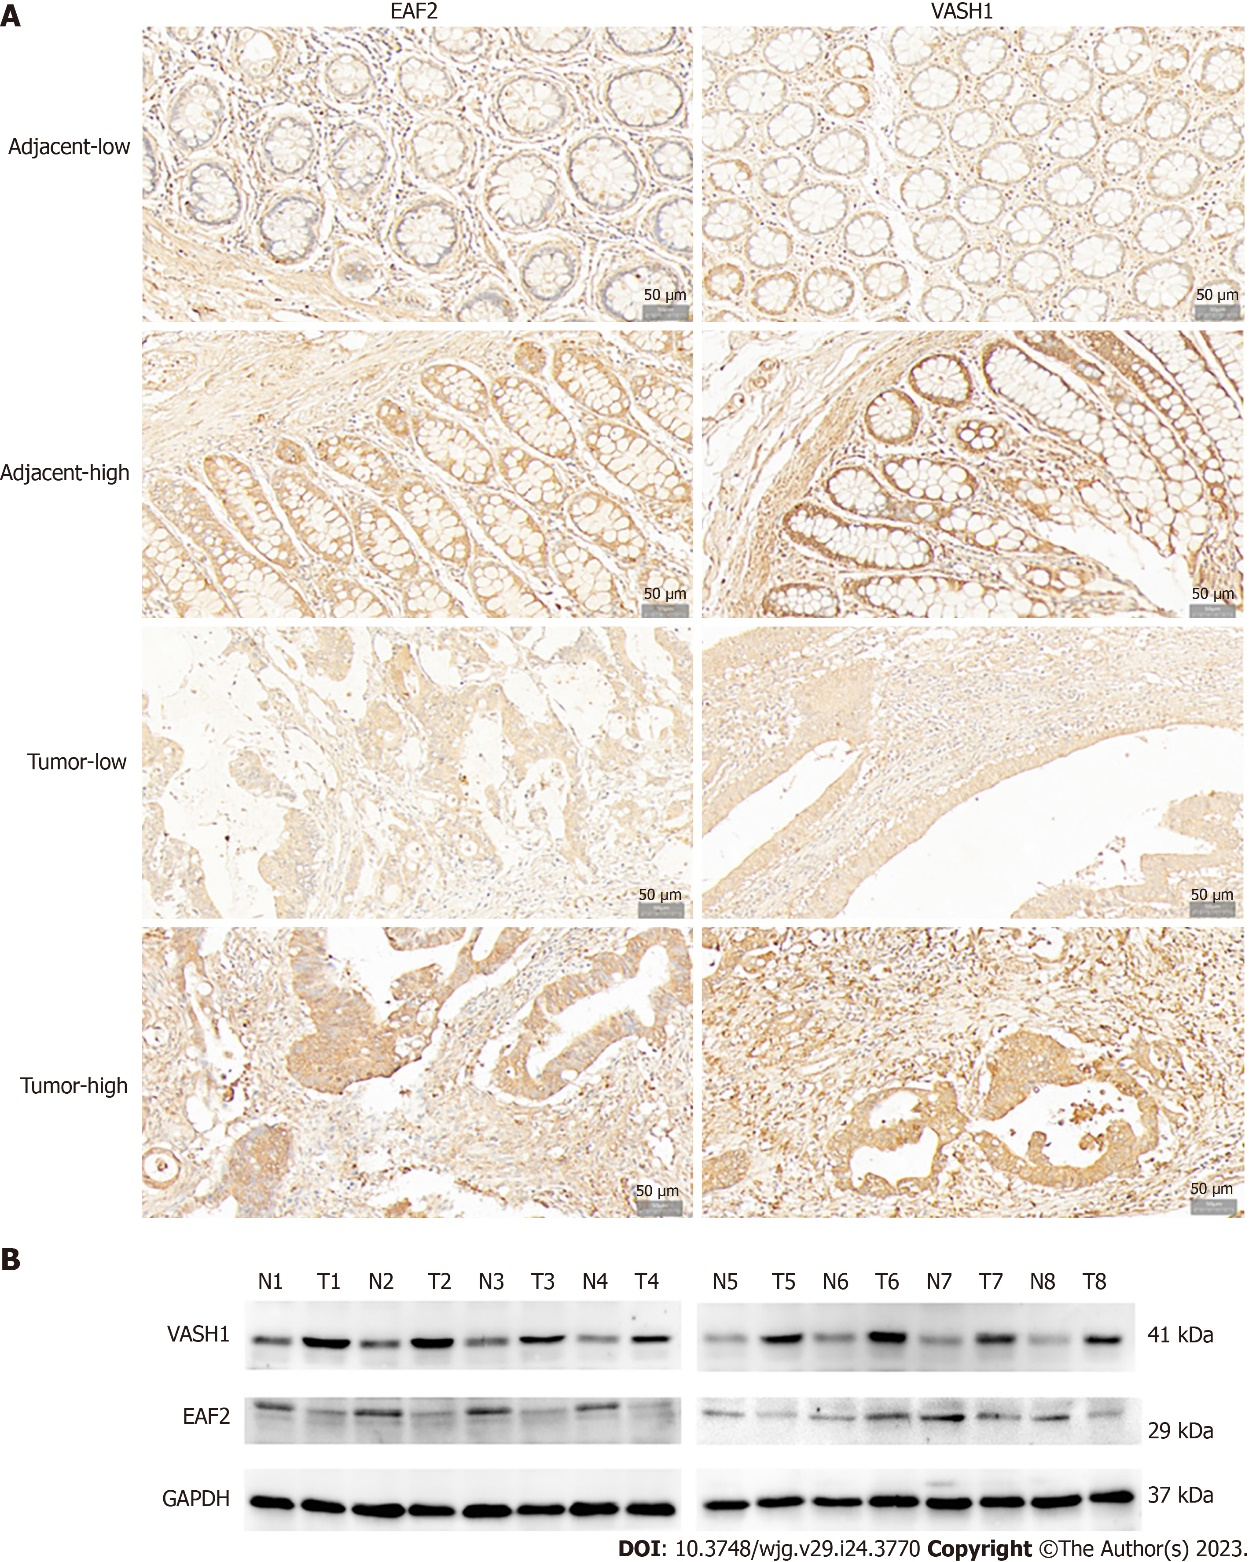 A
EAF2 VASH1
Adjacent-low
50 µm 50 µm
Adjacent-high
50 µm 50 µm
Tumor-low
50 µm 50 µm
Tumor-high
50 µm 50 µm
B
N1 T1 N2 T2 N3 T3 N4 T4 N5 T5 N6 T6 N7 T7 N8 T8
VASH1 41 kDa
EAF2 29 kDa
GAPDH 37 kDa
DOI: 10.3748/wjg.v29.i24.3770 Copyright ©The Author(s) 2023.